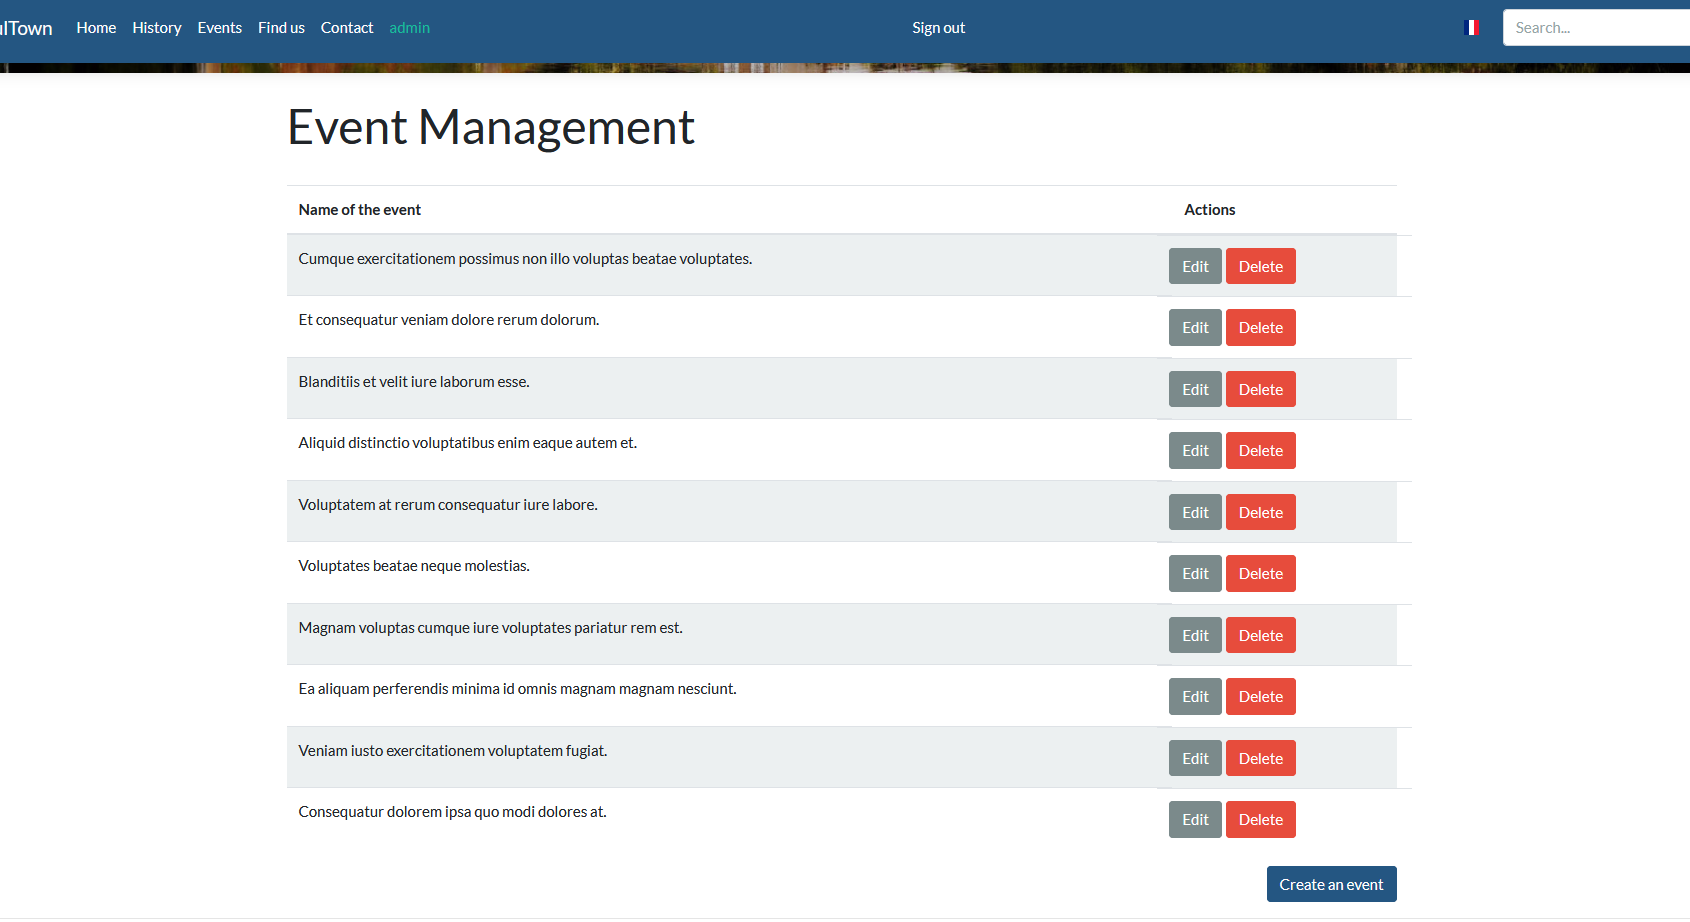 Town Home History Events Find us Contact admin Sign out Search...
Event Management
Name of the event Actions
Cumque exercitationem possimus non illo voluptas beatae voluptates. Edit Delete
Et consequatur veniam dolore rerum dolorum. Edit Delete
Blanditiis et velit iure laborum esse. Edit Delete
Aliquid distinctio voluptatibus enim eaque autem et. Edit Delete
Voluptatem at rerum consequatur iure labore. Edit Delete
Voluptates beatae neque molestias. Edit Delete
Magnam voluptas cumque iure voluptates pariatur rem est. Edit Delete
Ea aliquam perferendis minima id omnis magnam magnam nesciunt. Edit Delete
Veniam iusto exercitationem voluptatem fugiat. Edit Delete
Consequatur dolorem ipsa quo modi dolores at. Edit Delete
Create an event